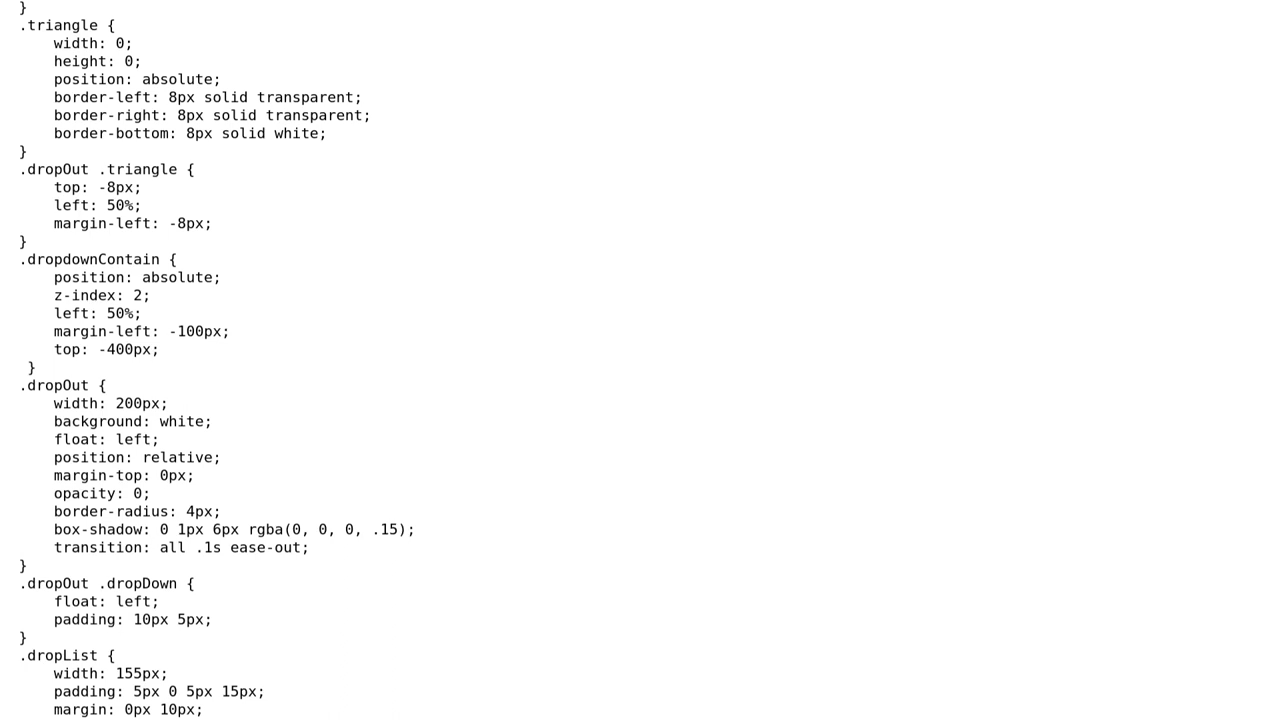 }
.triangle {
    width: 0;
    height: 0;
    position: absolute;
    border-left: 8px solid transparent;
    border-right: 8px solid transparent;
    border-bottom: 8px solid white;
}
.dropOut .triangle {
    top: -8px;
    left: 50%;
    margin-left: -8px;
}
.dropdownContain {
    position: absolute;
    z-index: 2;
    left: 50%;
    margin-left: -100px;
    top: -400px;
 }
.dropOut {
    width: 200px;
    background: white;
    float: left;
    position: relative;
    margin-top: 0px;
    opacity: 0;
    border-radius: 4px;
    box-shadow: 0 1px 6px rgba(0, 0, 0, .15);
    transition: all .1s ease-out;
}
.dropOut .dropDown {
    float: left;
    padding: 10px 5px;
}
.dropList {
    width: 155px;
    padding: 5px 0 5px 15px;
    margin: 0px 10px;